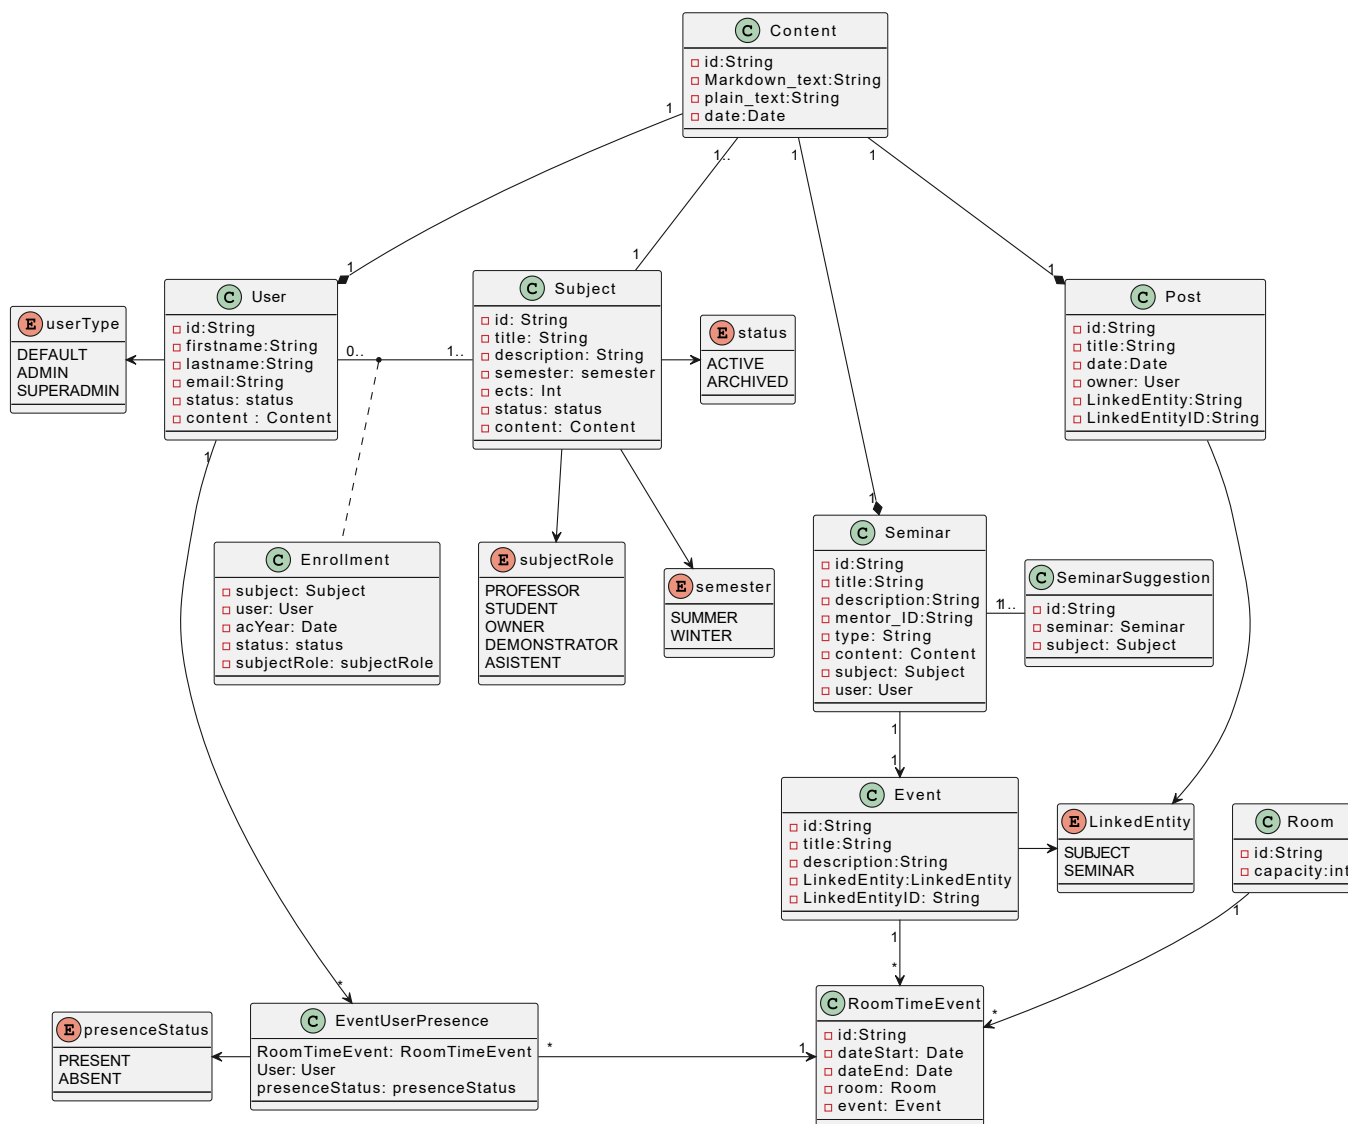 C Content
id:String
Markdown_text:String
plain_text:String
date:Date
1
1..
1
1
1
1
1
1
C User
id:String
firstname:String
lastname:String
email:String
status: status
content : Content
E userType
DEFAULT
ADMIN
SUPERADMIN
0..
1..
C Subject
id: String
title: String
description: String
semester: semester
ects: Int
status: status
content: Content
E status
ACTIVE
ARCHIVED
C Post
id:String
title:String
date:Date
owner: User
LinkedEntity:String
LinkedEntityID:String
1
C Enrollment
subject: Subject
user: User
acYear: Date
status: status
subjectRole: subjectRole
E subjectRole
PROFESSOR
STUDENT
OWNER
DEMONSTRATOR
ASISTENT
E semester
SUMMER
WINTER
C Seminar
id:String
title:String
description:String
mentor_ID:String
type: String
content: Content
subject: Subject
user: User
1
1..
C SeminarSuggestion
id:String
seminar: Seminar
subject: Subject
1
1
C Event
id:String
title:String
description:String
LinkedEntity:LinkedEntity
LinkedEntityID: String
E LinkedEntity
SUBJECT
SEMINAR
C Room
id:String
capacity:int
1
1
*
*
*
C RoomTimeEvent
id:String
dateStart: Date
dateEnd: Date
room: Room
event: Event
E presenceStatus
PRESENT
ABSENT
C EventUserPresence
RoomTimeEvent: RoomTimeEvent
User: User
presenceStatus: presenceStatus
*
1